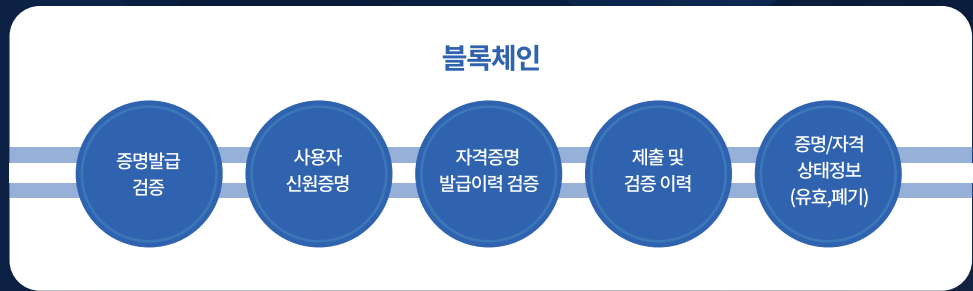 블록체인
증명발급
검증
사용자
신원증명
자격증명
발급이력 검증
제출 및
검증 이력
증명/자격
상태정보
(유효,폐기)